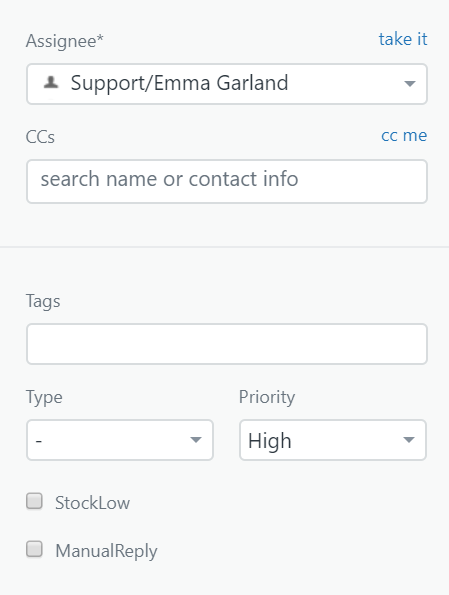 Assignee* take it
Support/Emma Garland
CCs cc me
search name or contact info
Tags
Type Priority
- High
StockLow
ManualReply